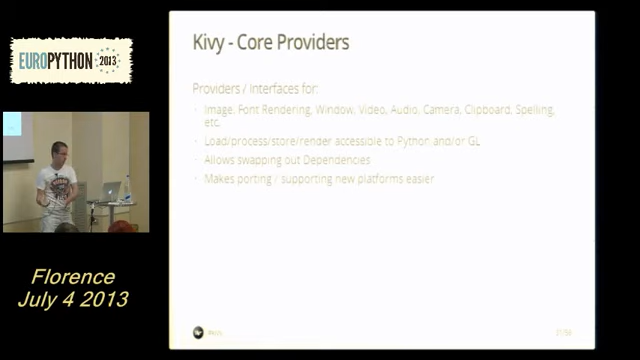 EUROPYTHON 2013
Florence
July 4 2013
Kivy - Core Providers
Providers / Interfaces for:
Image, Font Rendering, Window, Video, Audio, Camera, Clipboard, Spelling,
etc.
Load/process/store/render accessible to Python and/or GL
Allows swapping out Dependencies
Makes porting / supporting new platforms easier